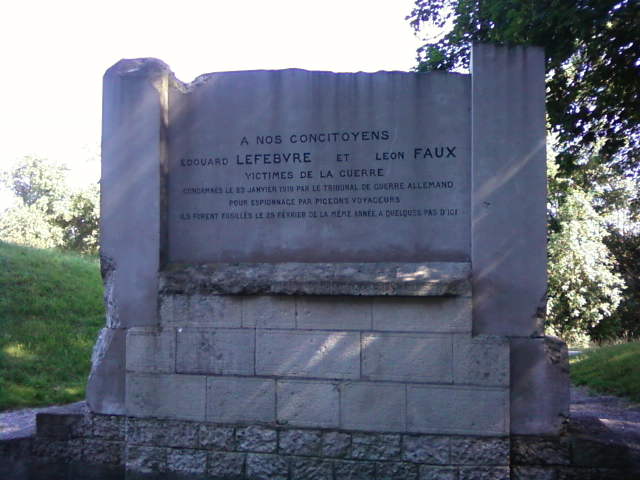 A NOS CONCITOYENS
EDOUARD LEFEBVRE ET LEON FAUX
VICTIMES DE LA GUERRE
CONDAMNES LE 23 JANVIER 1918 PAR LE TRIBUNAL DE GUERRE ALLEMAND
POUR ESPIONNAGE PAR PIGEONS VOYAGEURS
ILS FURENT FUSILLÉS LE 25 FÉVRIER DE LA MÊME ANNÉE A QUELQUES PAS D'ICI